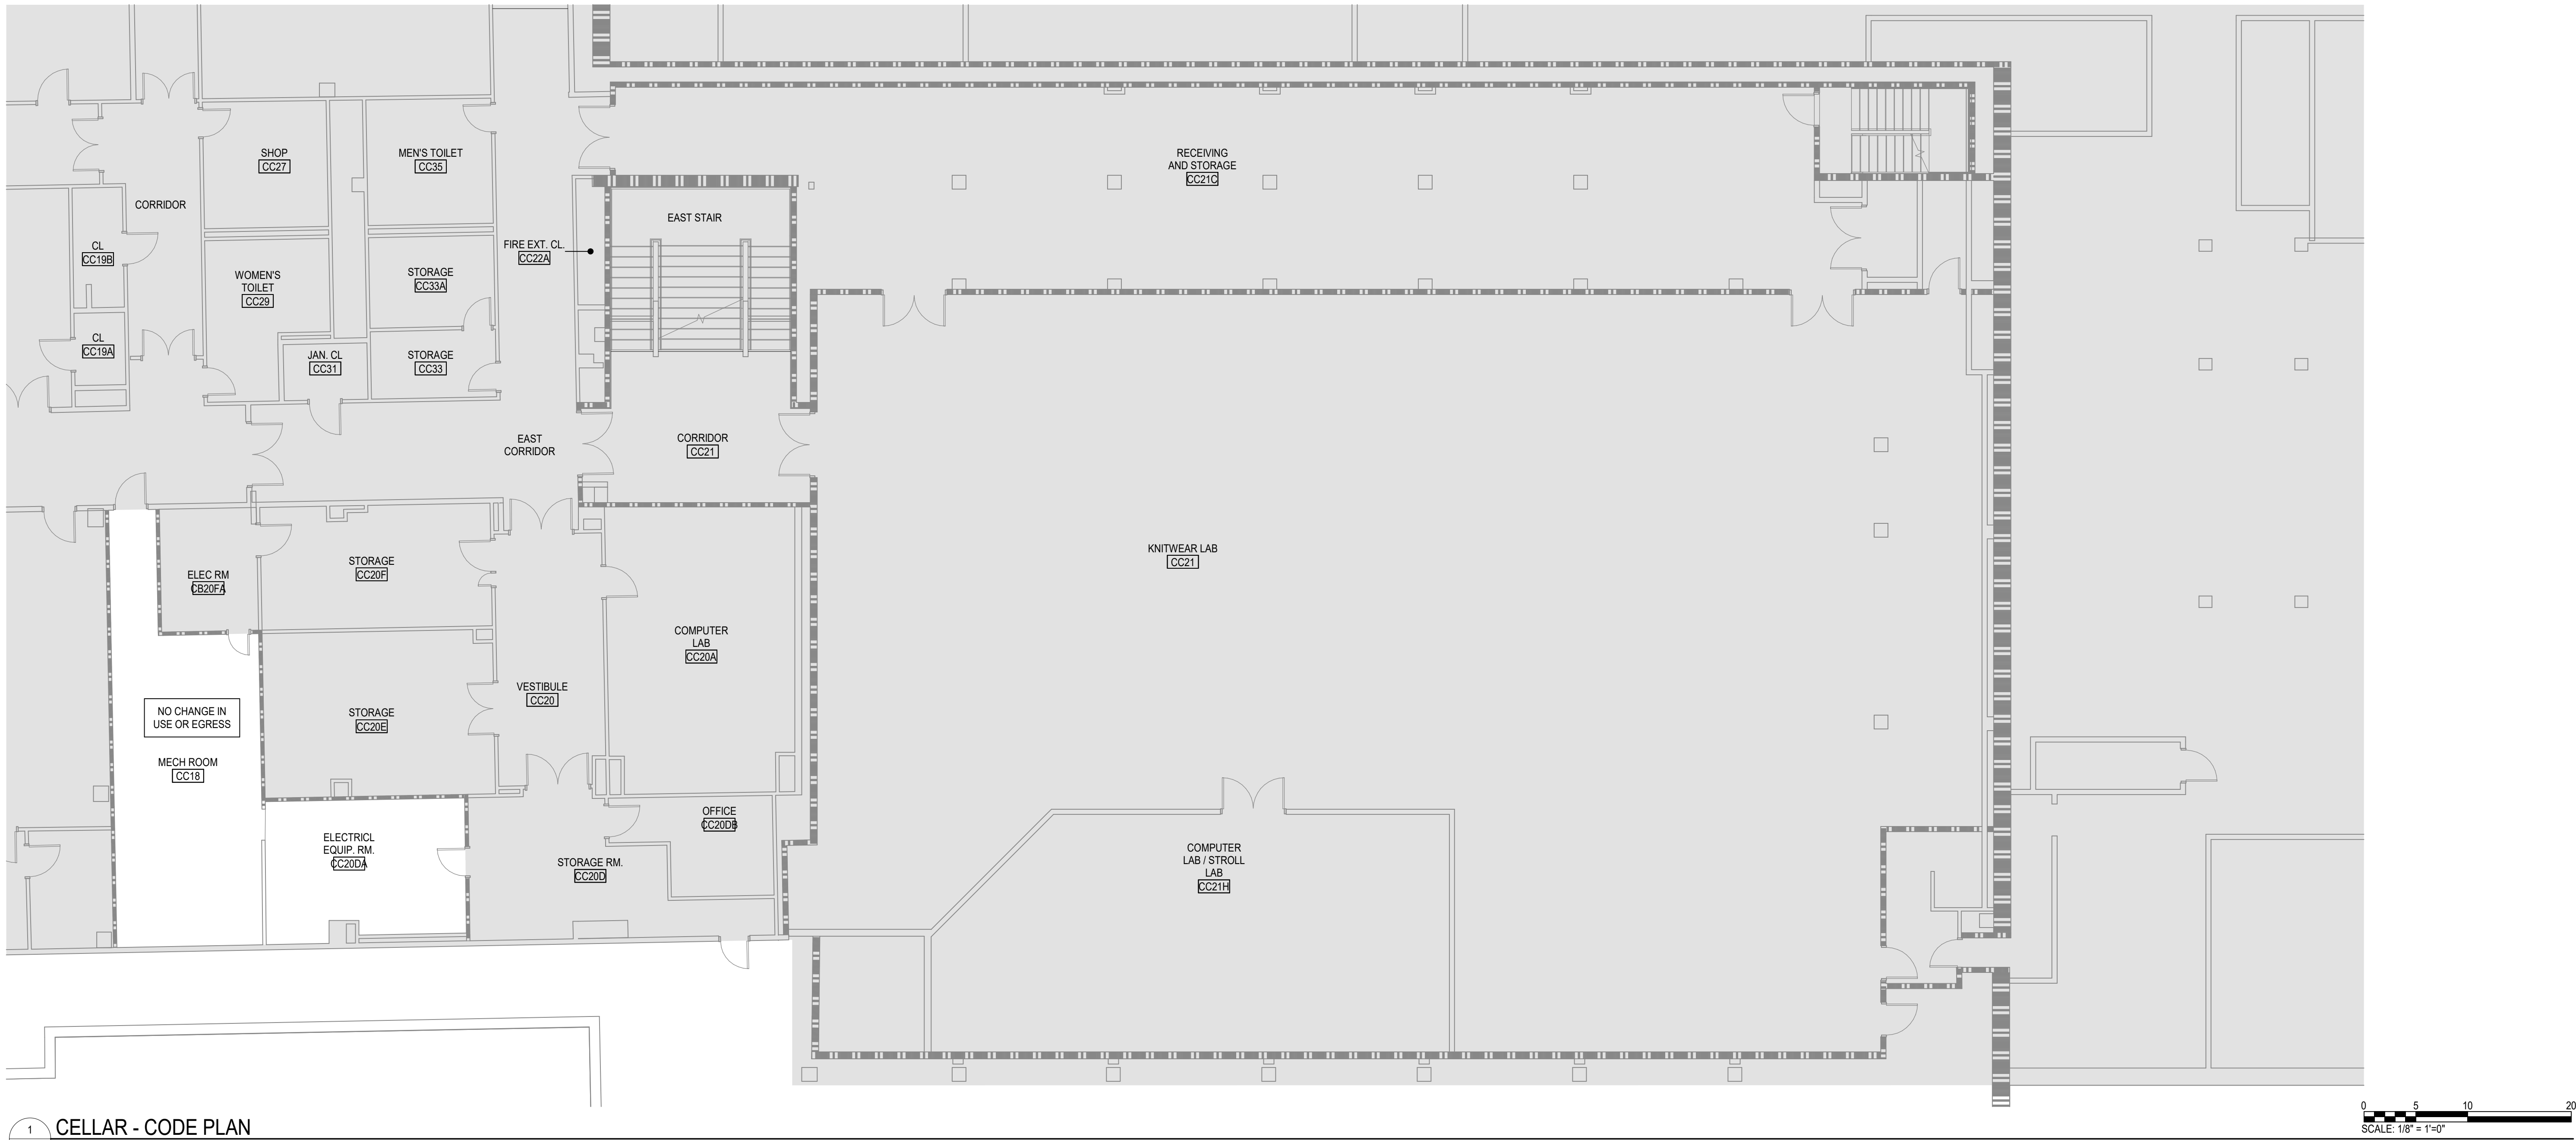 SHOP
CC27
MEN'S TOILET
CC35
RECEIVING
AND STORAGE
CC21C
CORRIDOR
EAST STAIR
CL
CC19B
FIRE EXT. CL.
CC22A
WOMEN'S
TOILET
CC29
STORAGE
CC33A
CL
CC19A
JAN. CL
CC31
STORAGE
CC33
EAST
CORRIDOR
CORRIDOR
CC21
KNITWEAR LAB
CC21
ELEC RM
CB20FA
STORAGE
CC20F
COMPUTER
LAB
CC20A
VESTIBULE
CC20
NO CHANGE IN
USE OR EGRESS
STORAGE
CC20E
MECH ROOM
CC18
OFFICE
CC20DB
ELECTRICL
EQUIP. RM.
CC20DA
STORAGE RM.
CC20D
COMPUTER
LAB / STROLL
LAB
CC21H
1 CELLAR - CODE PLAN
0 5 10 20
SCALE: 1/8" = 1'=0"